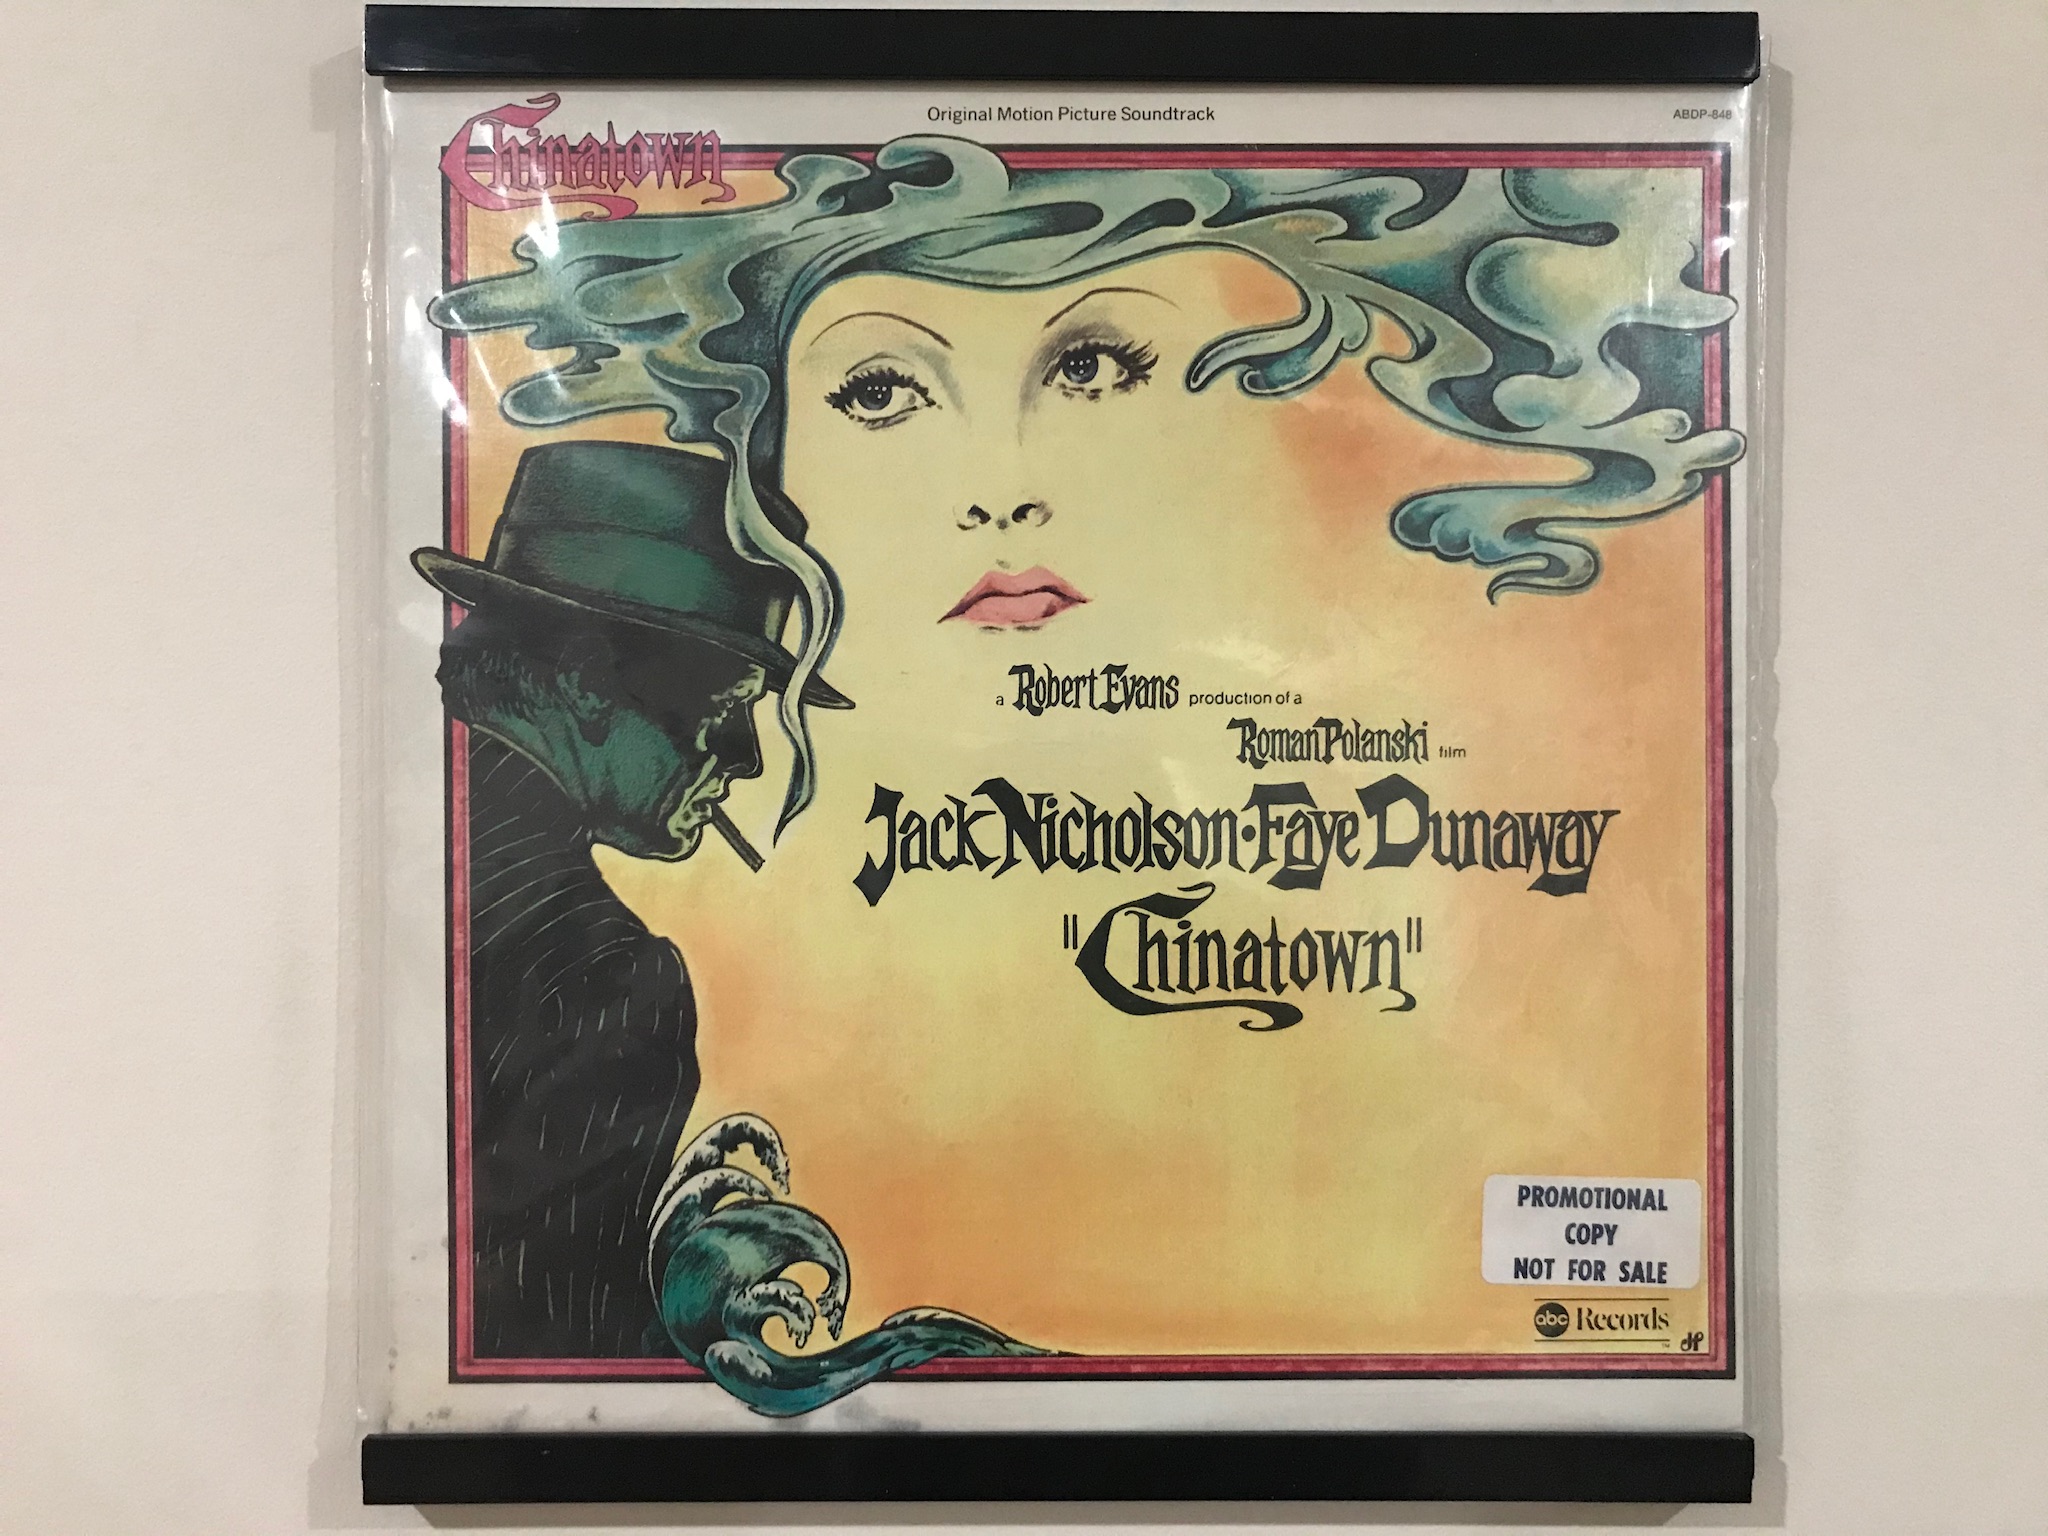 Original Motion Picture Soundtrack
ABDP-848
Chinatown
a Robert Evans production of a
Roman Polanski film
Jack Nicholson·Faye Dunaway
"Chinatown"
PROMOTIONAL
COPY
NOT FOR SALE
abc Records
TM